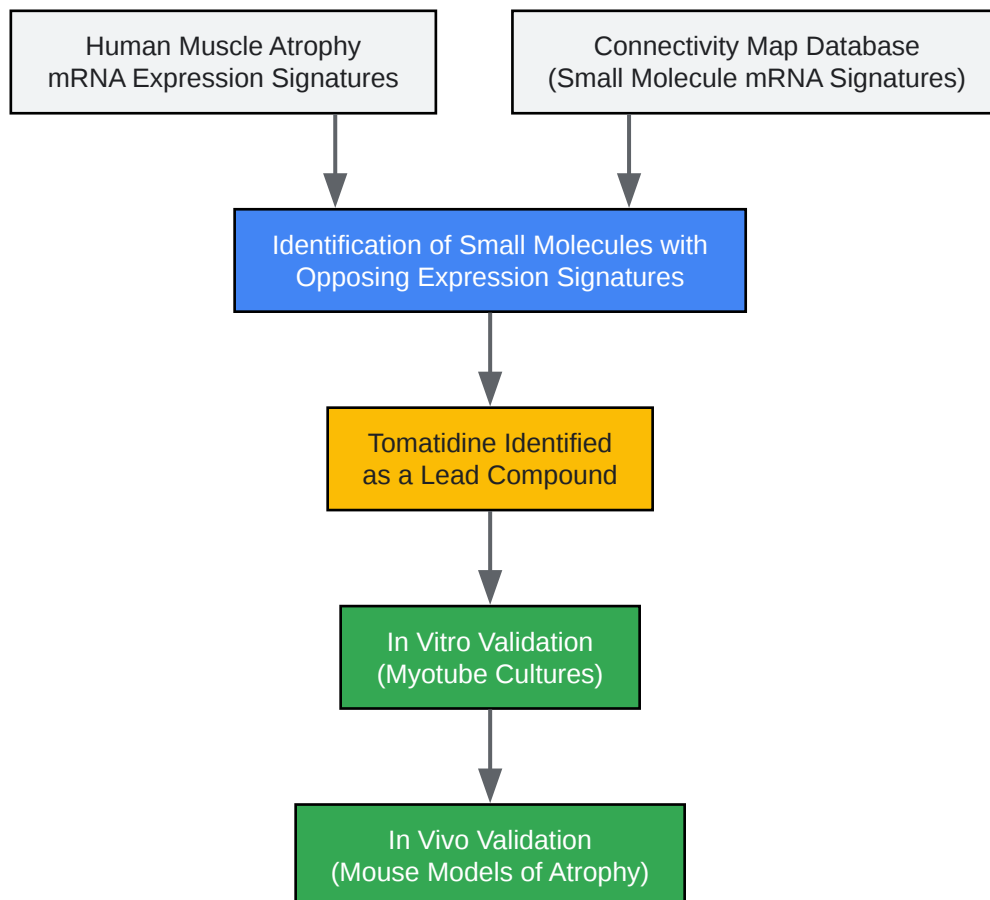 Human Muscle Atrophy
mRNA Expression Signatures
Connectivity Map Database
(Small Molecule mRNA Signatures)
Identification of Small Molecules with
Opposing Expression Signatures
Tomatidine Identified
as a Lead Compound
In Vitro Validation
(Myotube Cultures)
In Vivo Validation
(Mouse Models of Atrophy)